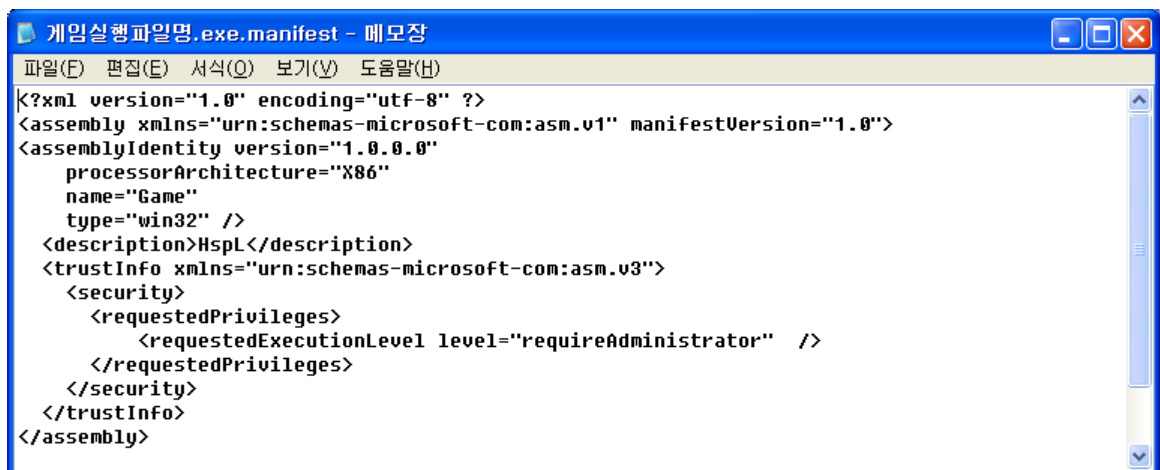 게임실행파일명.exe.manifest - 메모장
파일(F) 편집(E) 서식(O) 보기(V) 도움말(H)
<?xml version="1.0" encoding="utf-8" ?>
<assembly xmlns="urn:schemas-microsoft-com:asm.v1" manifestVersion="1.0">
<assemblyIdentity version="1.0.0.0"
    processorArchitecture="X86"
    name="Game"
    type="win32" />
  <description>HspL</description>
  <trustInfo xmlns="urn:schemas-microsoft-com:asm.v3">
    <security>
      <requestedPrivileges>
          <requestedExecutionLevel level="requireAdministrator"  />
      </requestedPrivileges>
    </security>
  </trustInfo>
</assembly>